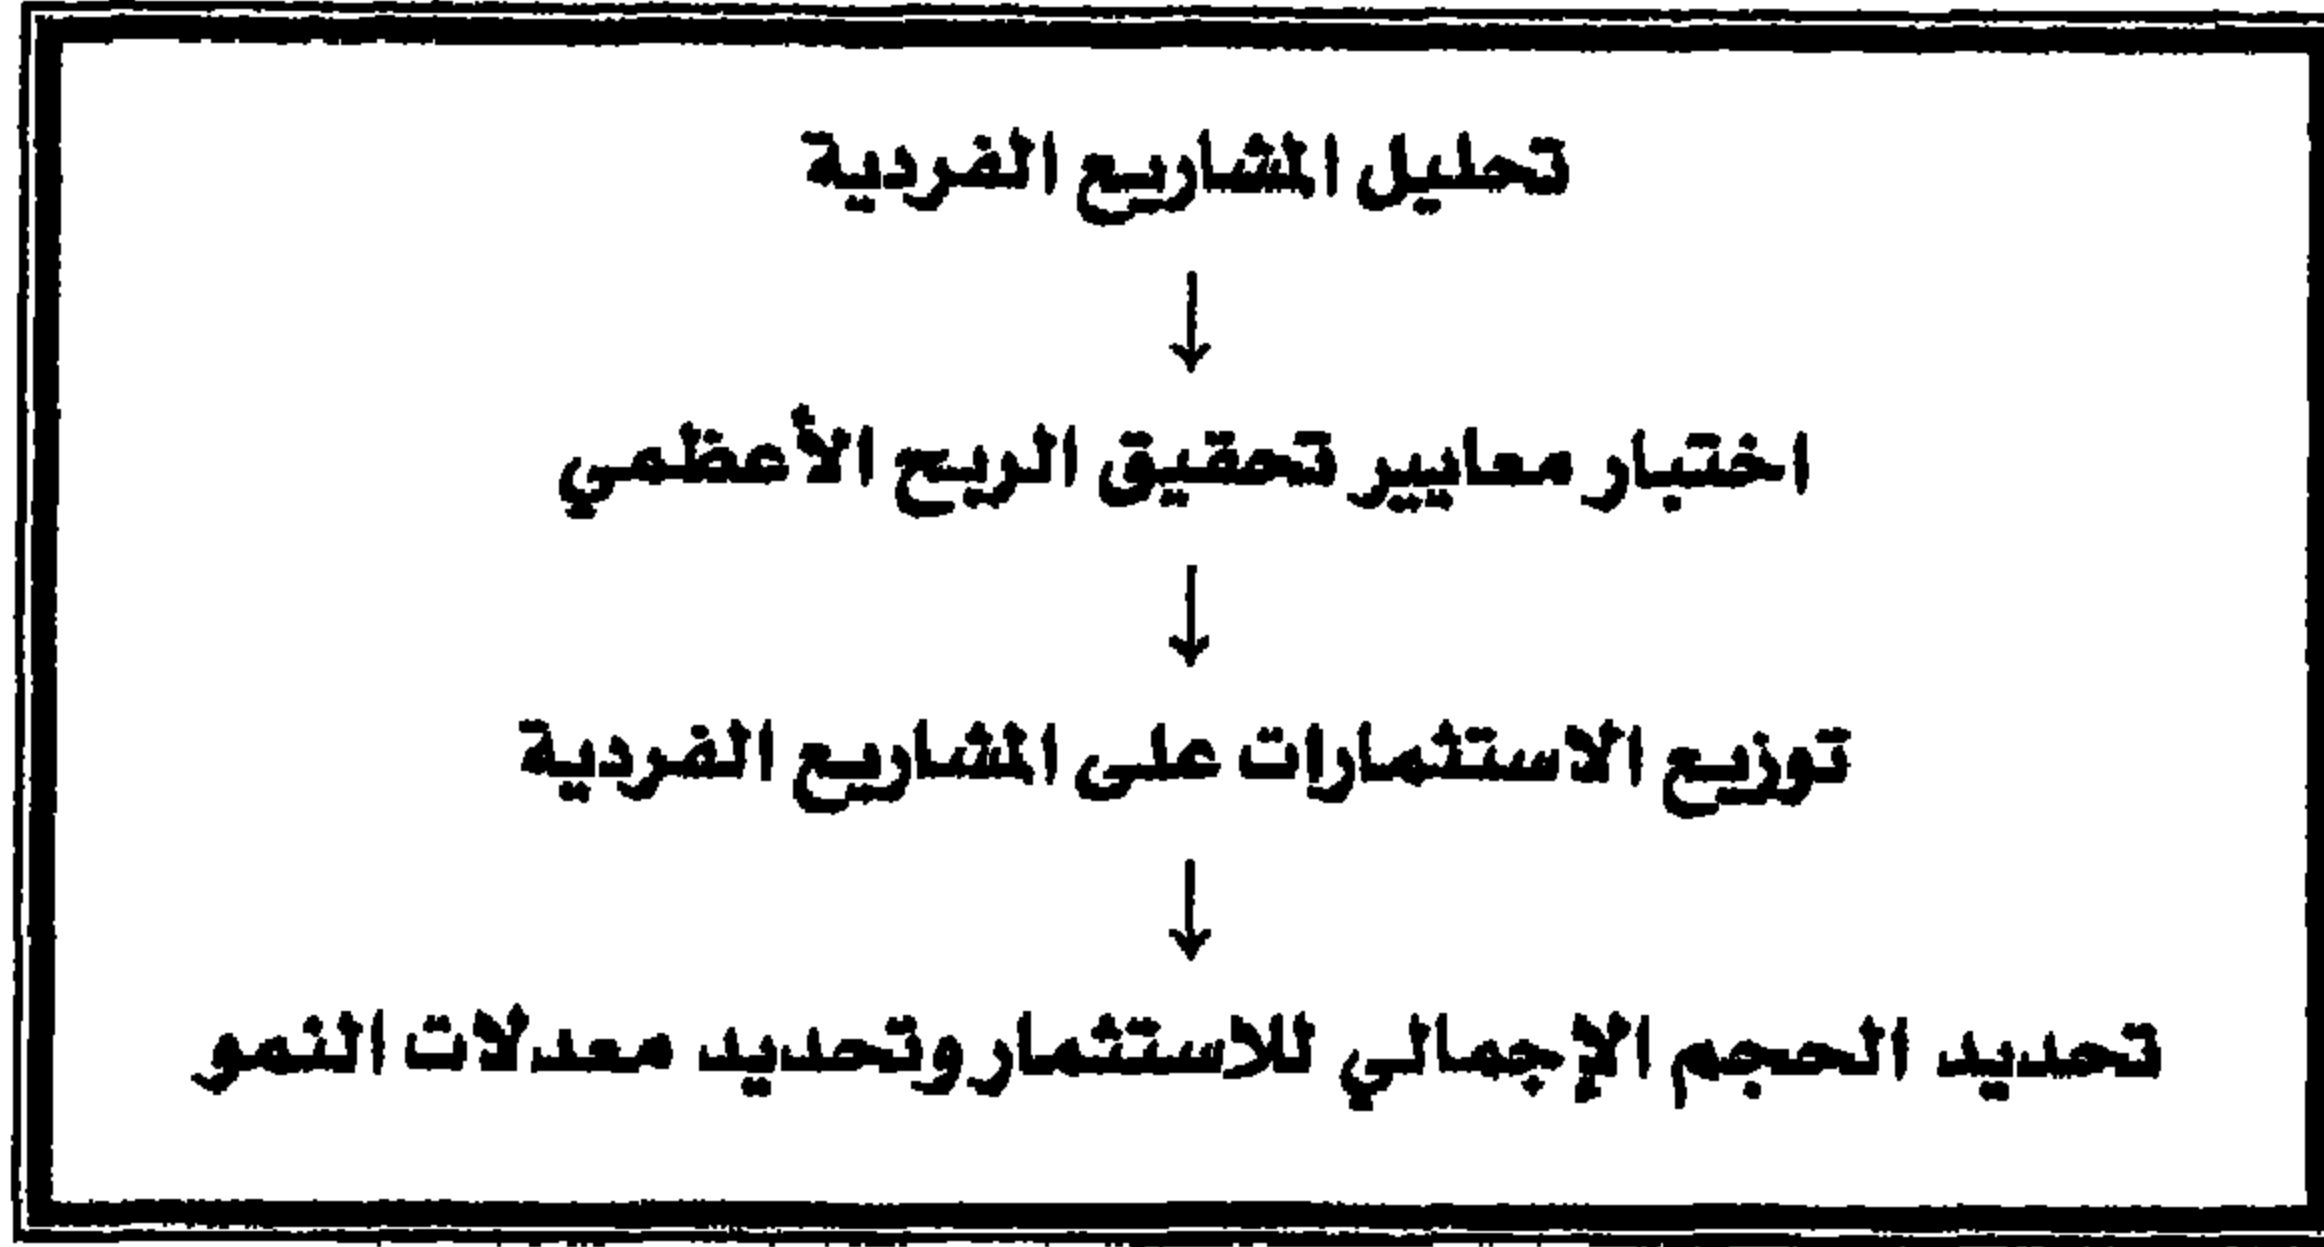 تحليل المشاريع الفردية
↓
اختبار معايير تحقيق الربح الأعظمي
↓
توزيع الاستثمارات على المشاريع الفردية
↓
تحديد الحجم الإجمالي للاستثمار وتحديد معدلات النمو